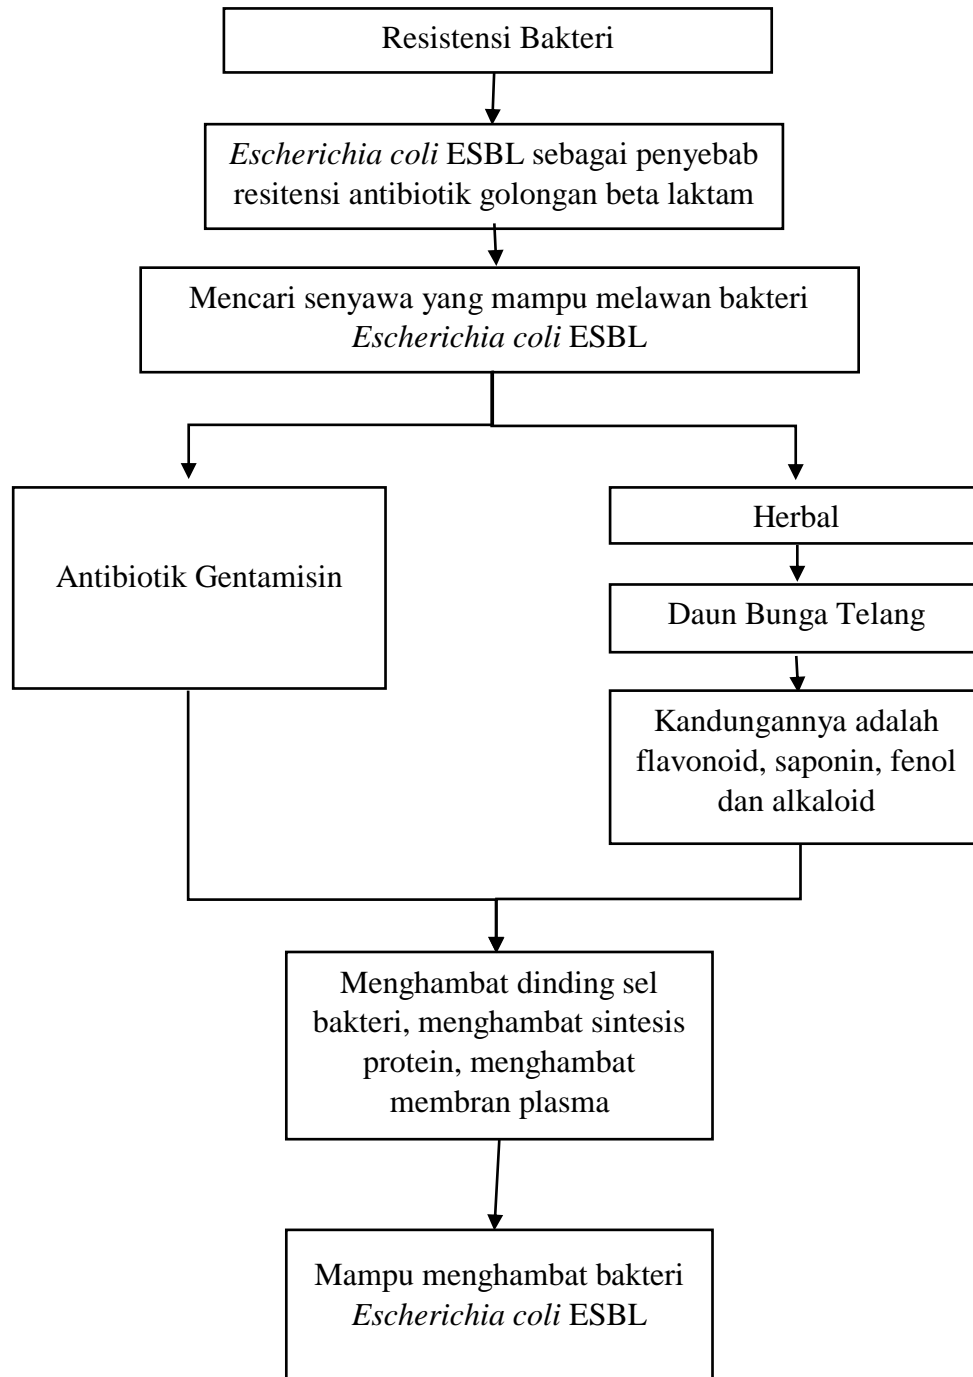 Resistensi Bakteri
Escherichia coli ESBL sebagai penyebab
resitensi antibiotik golongan beta laktam
Mencari senyawa yang mampu melawan bakteri
Escherichia coli ESBL
Antibiotik Gentamisin
Herbal
Daun Bunga Telang
Kandungannya adalah
flavonoid, saponin, fenol
dan alkaloid
Menghambat dinding sel
bakteri, menghambat sintesis
protein, menghambat
membran plasma
Mampu menghambat bakteri
Escherichia coli ESBL